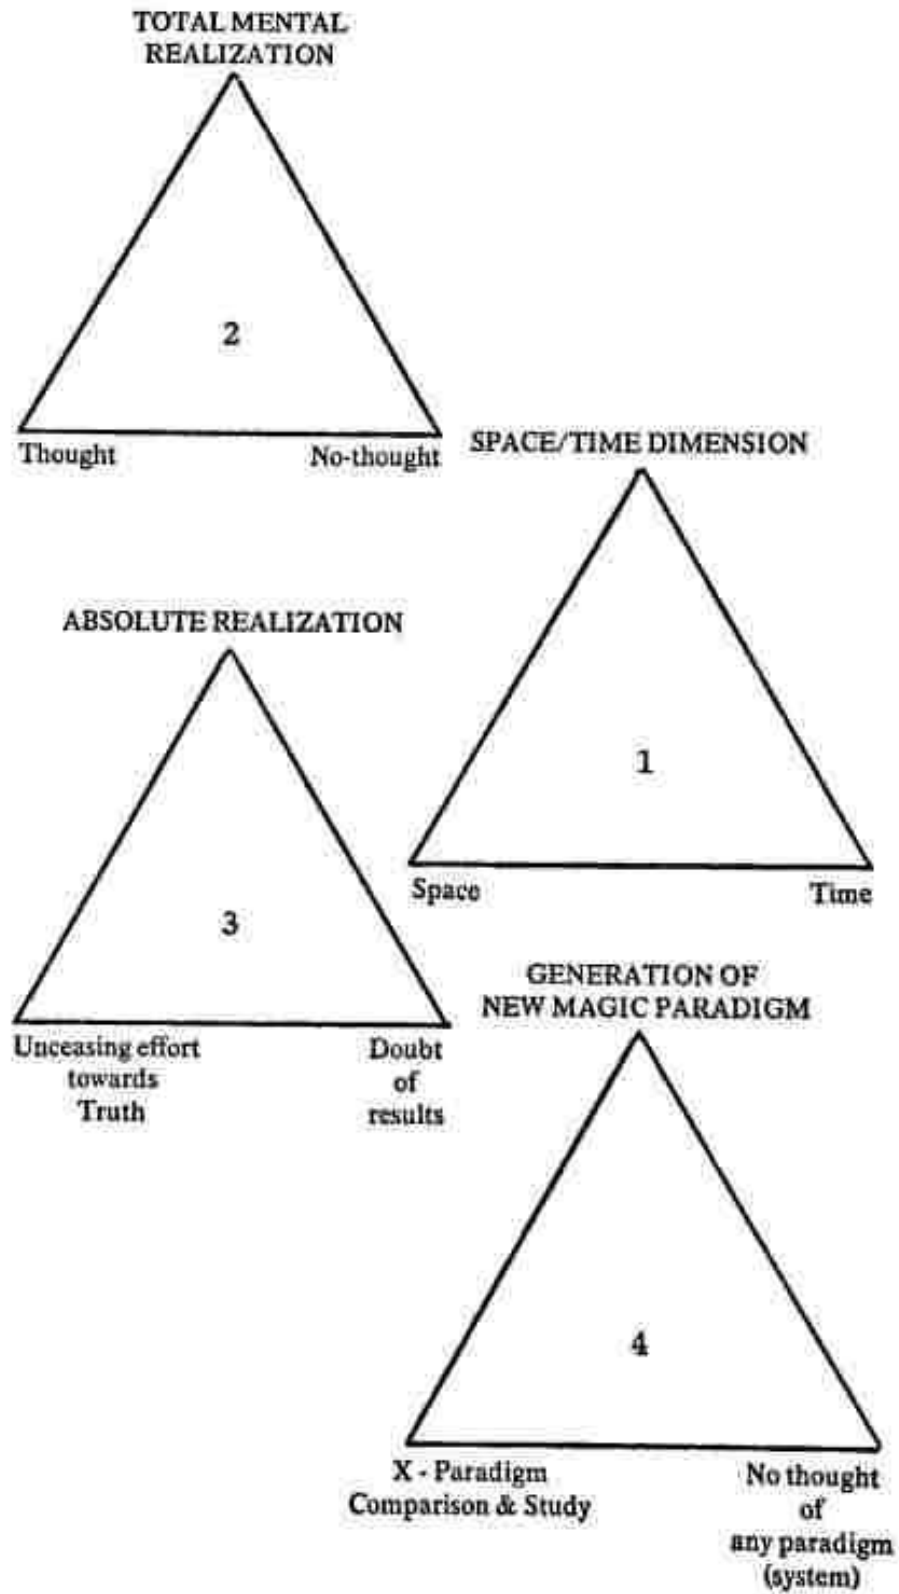 TOTAL MENTAL
REALIZATION
2
Thought
No-thought
SPACE/TIME DIMENSION
1
Space
Time
ABSOLUTE REALIZATION
3
Unceasing effort
towards
Truth
Doubt
of
results
GENERATION OF
NEW MAGIC PARADIGM
4
X - Paradigm
Comparison & Study
No thought
of
any paradigm
(system)